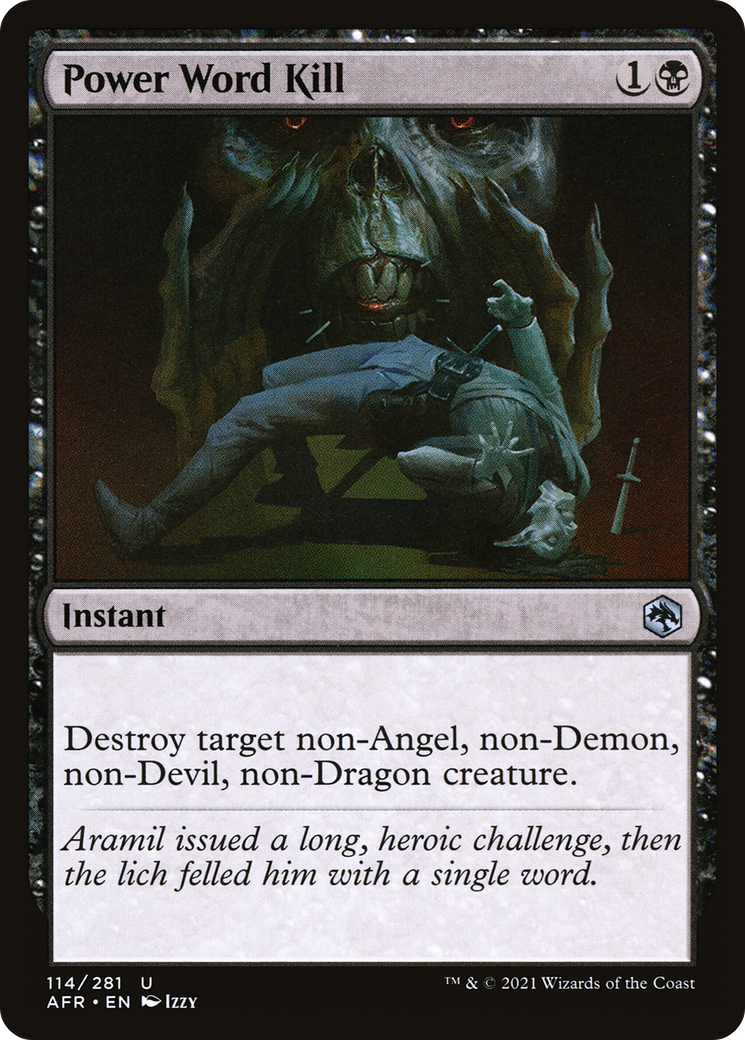 Power Word Kill 1
Instant
Destroy target non-Angel, non-Demon,
non-Devil, non-Dragon creature.
Aramil issued a long, heroic challenge, then
the lich felled him with a single word.
114/281 U
AFR • EN Izzy
™ & © 2021 Wizards of the Coast